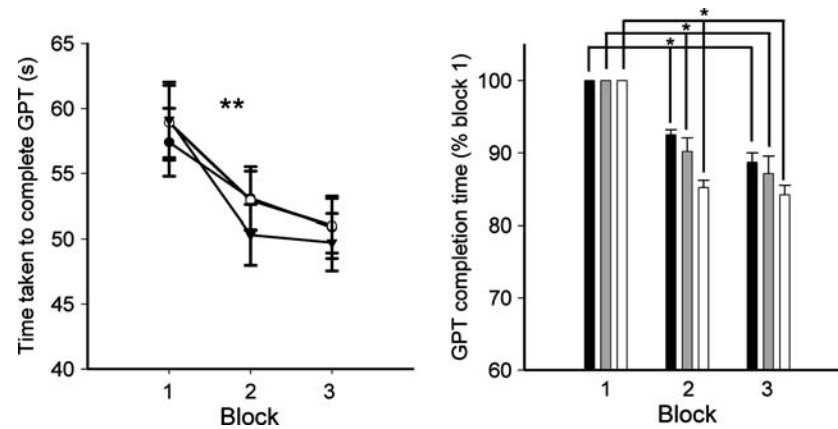 Time taken to complete GPT (s)
65
60
55
50
45
40
**
1 2 3
Block
GPT completion time (% block 1)
100
90
80
70
60
*
*
*
*
1 2 3
Block